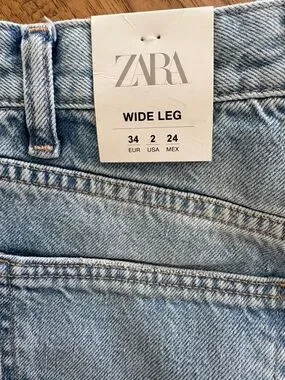 ZARA
WIDE LEG
34 2 24
EUR USA MEX